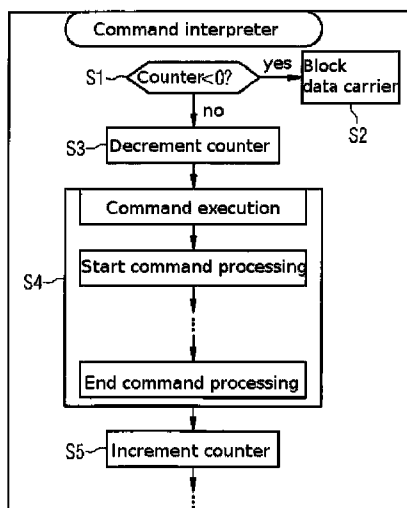 Command interpreter
S1
Counter<0?
yes
Block
data carrier
S2
no
S3
Decrement counter
Command execution
S4
Start command processing
End command processing
S5
Increment counter